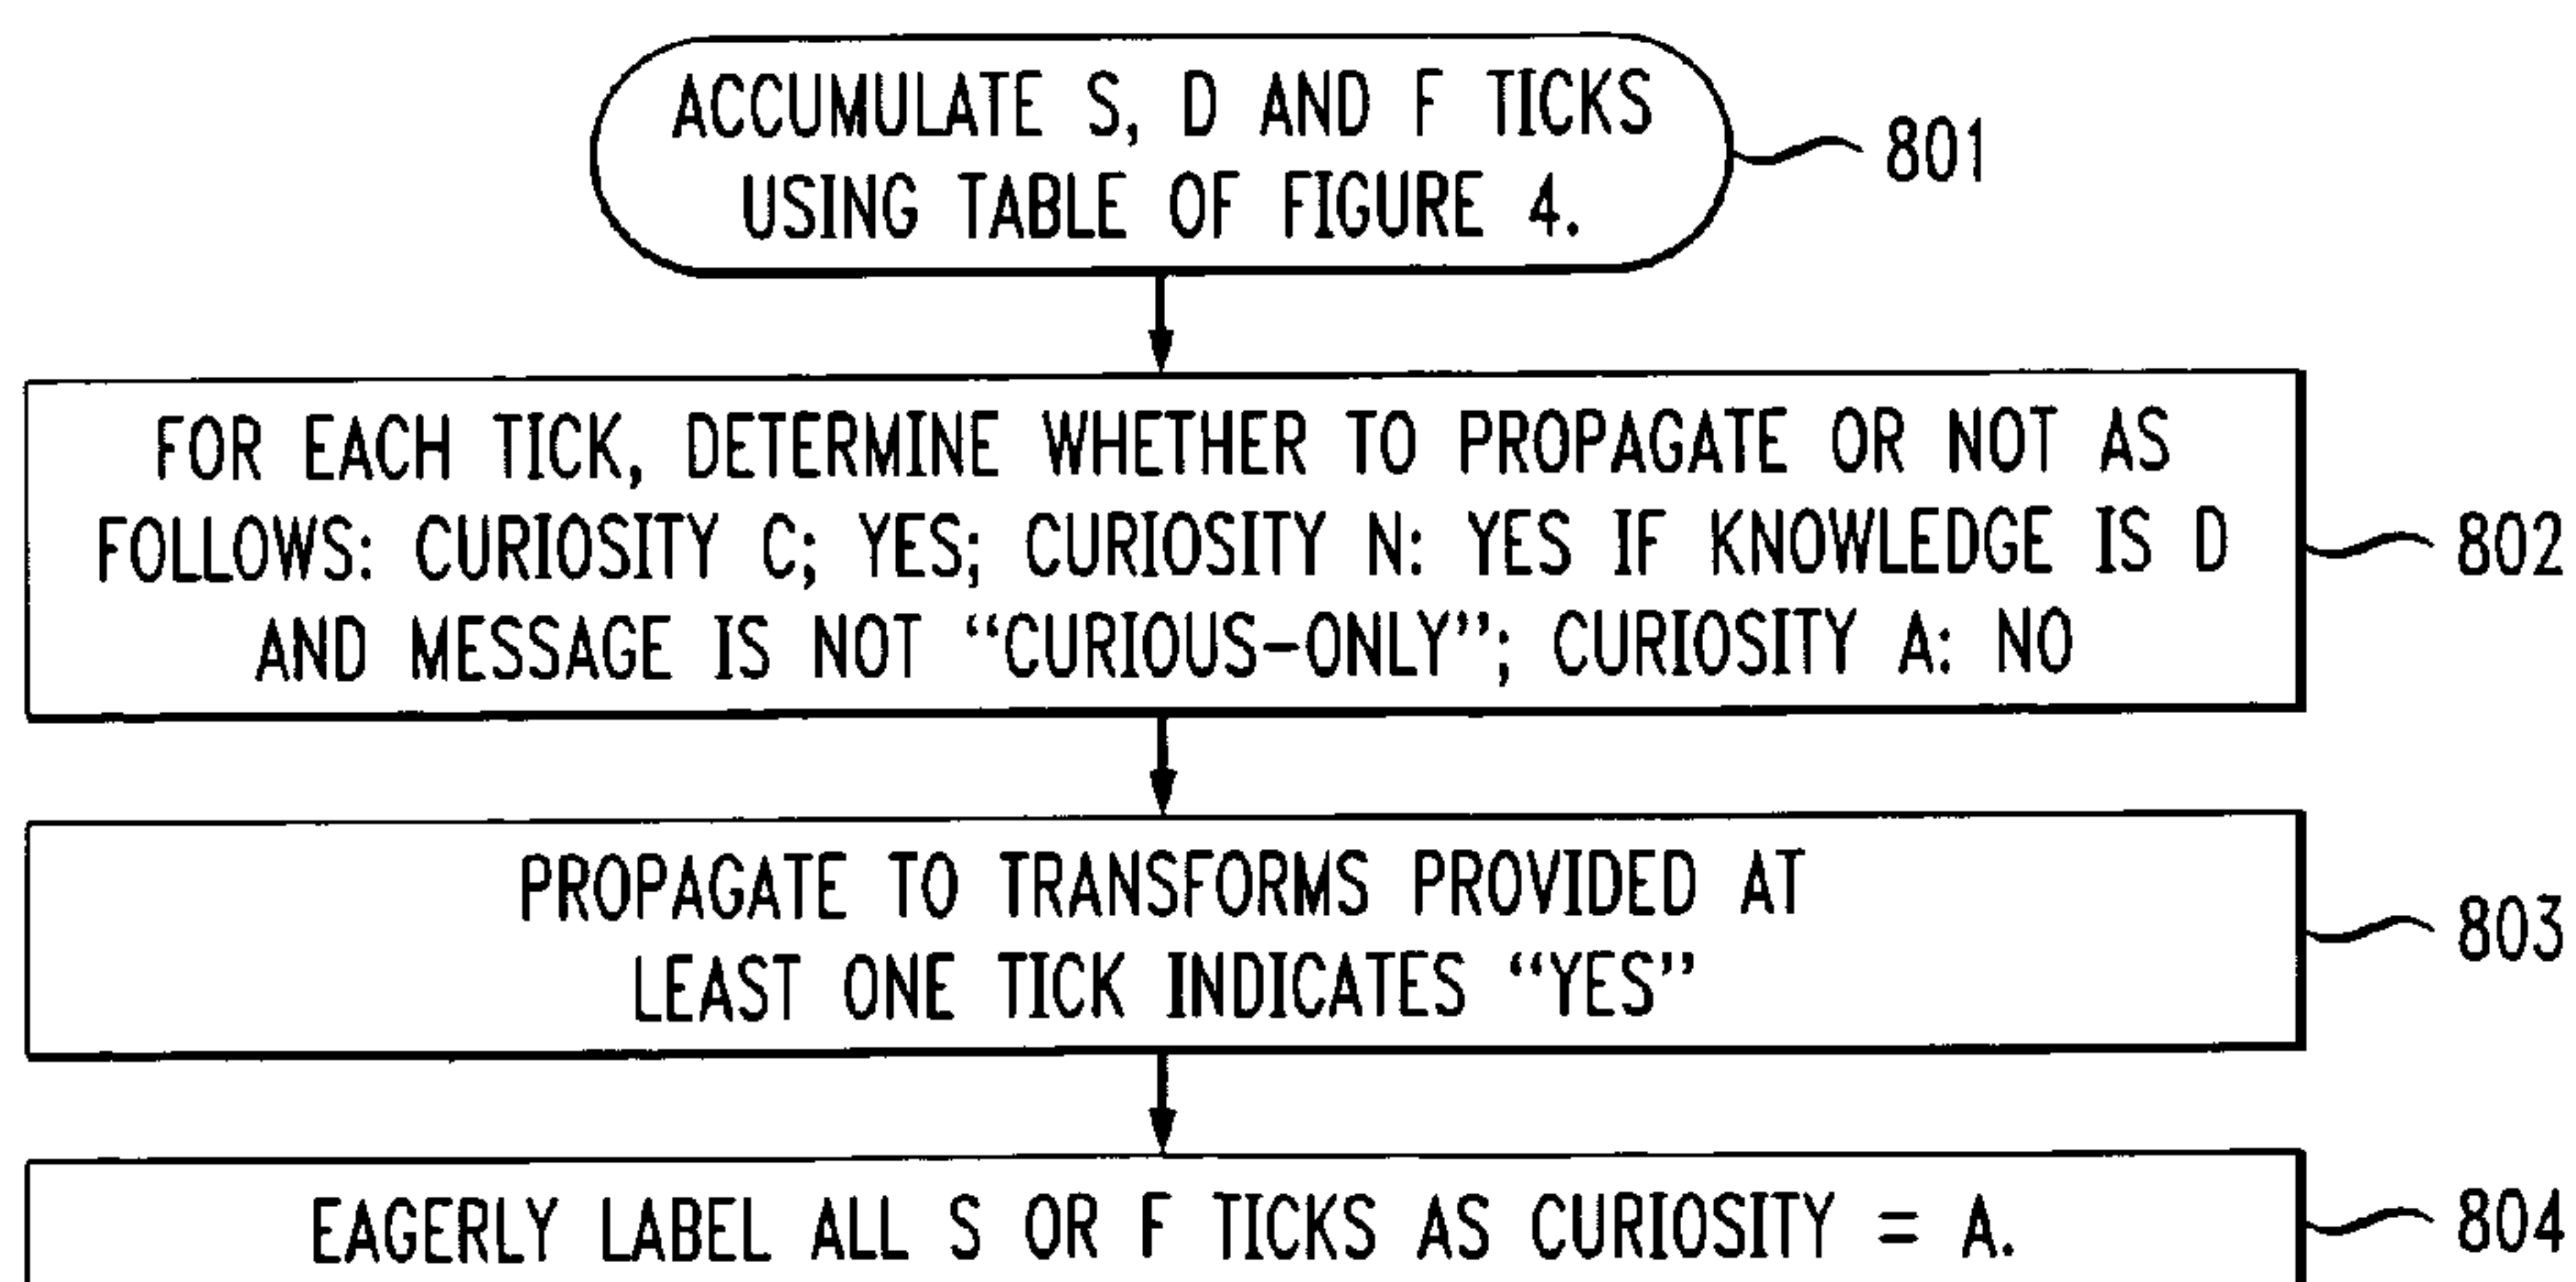 ACCUMULATE S, D AND F TICKS
USING TABLE OF FIGURE 4.
801
FOR EACH TICK, DETERMINE WHETHER TO PROPAGATE OR NOT AS
FOLLOWS: CURIOSITY C; YES; CURIOSITY N: YES IF KNOWLEDGE IS D
AND MESSAGE IS NOT “CURIOUS-ONLY”; CURIOSITY A: NO
802
PROPAGATE TO TRANSFORMS PROVIDED AT
LEAST ONE TICK INDICATES “YES”
803
EAGERLY LABEL ALL S OR F TICKS AS CURIOSITY = A.
804